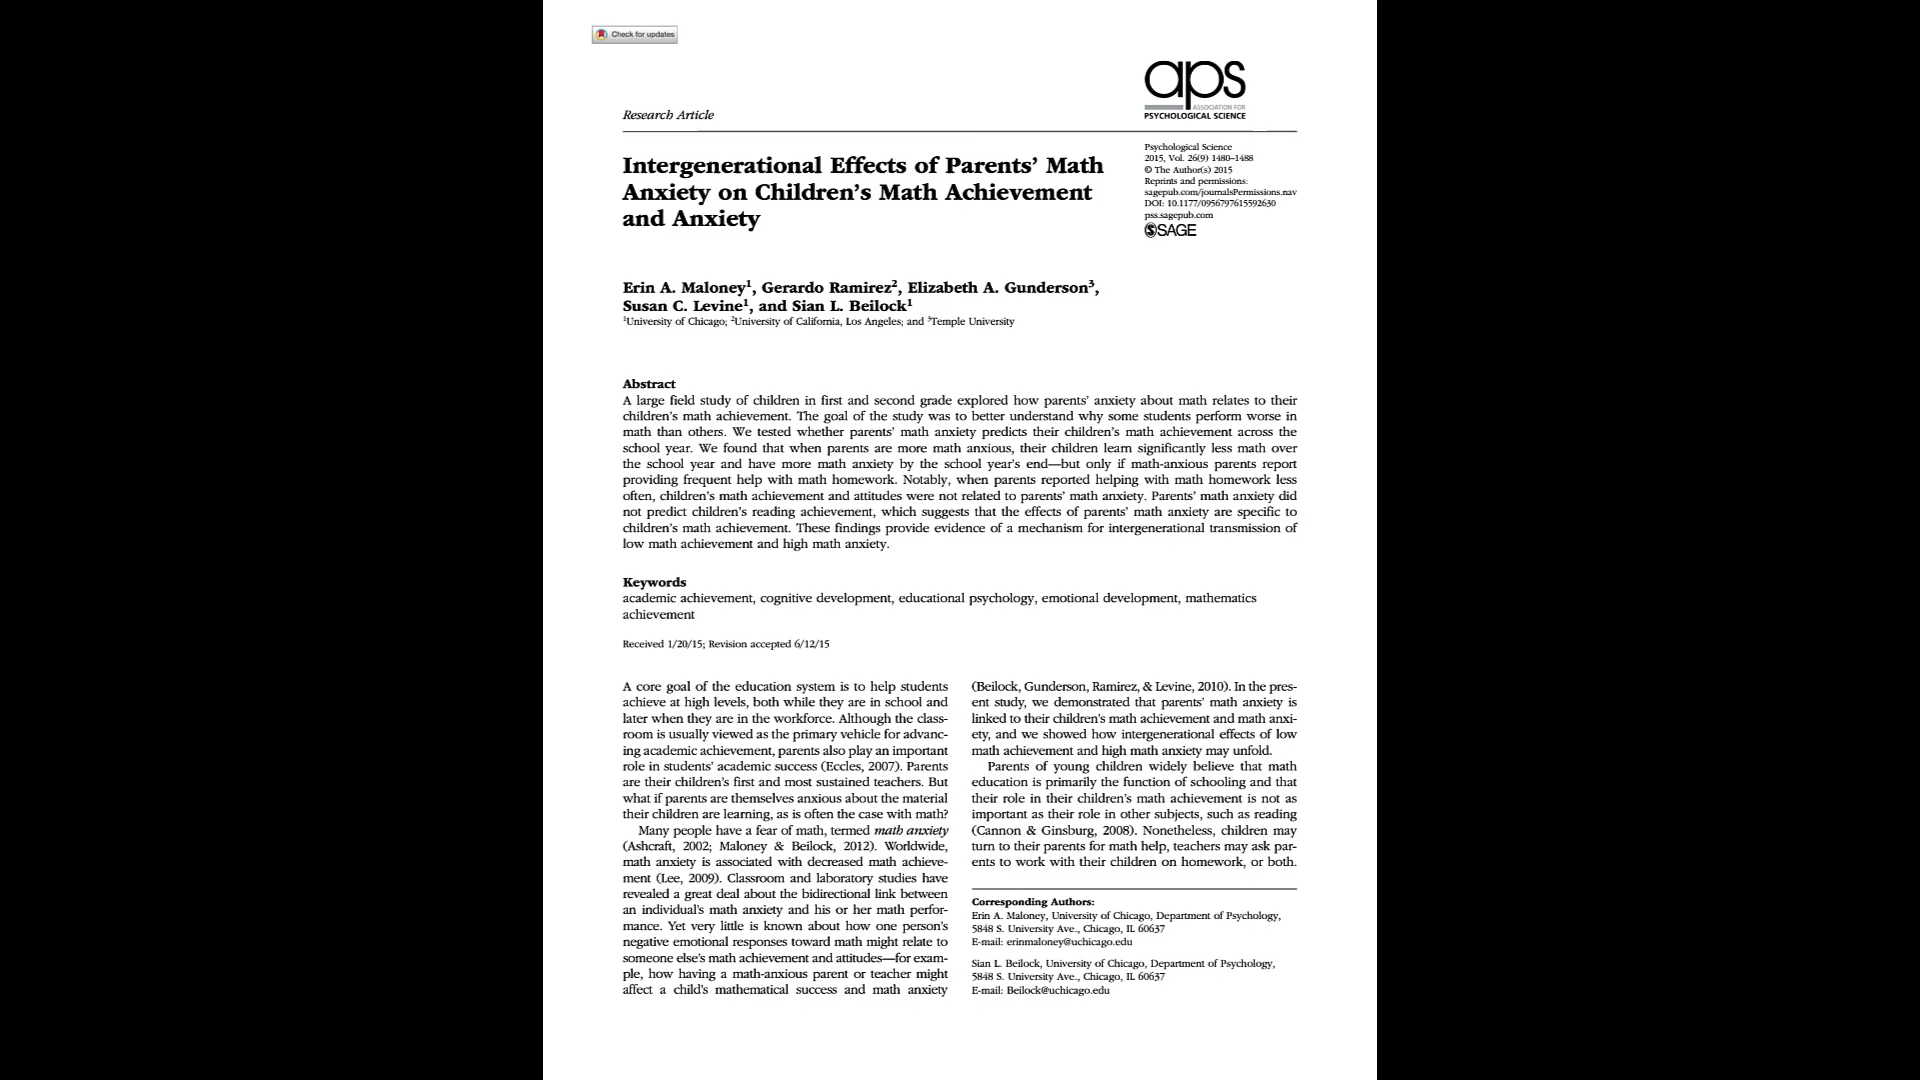 Check for updates
aps
ASSOCIATION FOR
PSYCHOLOGICAL SCIENCE
Research Article
Intergenerational Effects of Parents’ Math
Anxiety on Children’s Math Achievement
and Anxiety
Psychological Science
2015, Vol. 26(9) 1480–1488
© The Author(s) 2015
Reprints and permissions:
sagepub.com/journalsPermissions.nav
DOI: 10.1177/0956797615592630
pss.sagepub.com
SAGE
Erin A. Maloney1, Gerardo Ramirez2, Elizabeth A. Gunderson3,
Susan C. Levine1, and Sian L. Beilock1
1University of Chicago; 2University of California, Los Angeles; and 3Temple University
Abstract
A large field study of children in first and second grade explored how parents’ anxiety about math relates to their
children’s math achievement. The goal of the study was to better understand why some students perform worse in
math than others. We tested whether parents’ math anxiety predicts their children’s math achievement across the
school year. We found that when parents are more math anxious, their children learn significantly less math over
the school year and have more math anxiety by the school year’s end—but only if math-anxious parents report
providing frequent help with math homework. Notably, when parents reported helping with math homework less
often, children’s math achievement and attitudes were not related to parents’ math anxiety. Parents’ math anxiety did
not predict children’s reading achievement, which suggests that the effects of parents’ math anxiety are specific to
children’s math achievement. These findings provide evidence of a mechanism for intergenerational transmission of
low math achievement and high math anxiety.
Keywords
academic achievement, cognitive development, educational psychology, emotional development, mathematics
achievement
Received 1/20/15; Revision accepted 6/12/15
A core goal of the education system is to help students
achieve at high levels, both while they are in school and
later when they are in the workforce. Although the class-
room is usually viewed as the primary vehicle for advanc-
ing academic achievement, parents also play an important
role in students’ academic success (Eccles, 2007). Parents
are their children’s first and most sustained teachers. But
what if parents are themselves anxious about the material
their children are learning, as is often the case with math?
Many people have a fear of math, termed math anxiety
(Ashcraft, 2002; Maloney & Beilock, 2012). Worldwide,
math anxiety is associated with decreased math achieve-
ment (Lee, 2009). Classroom and laboratory studies have
revealed a great deal about the bidirectional link between
an individual’s math anxiety and his or her math perfor-
mance. Yet very little is known about how one person’s
negative emotional responses toward math might relate to
someone else’s math achievement and attitudes—for exam-
ple, how having a math-anxious parent or teacher might
affect a child’s mathematical success and math anxiety
(Beilock, Gunderson, Ramirez, & Levine, 2010). In the pres-
ent study, we demonstrated that parents’ math anxiety is
linked to their children’s math achievement and math anxi-
ety, and we showed how intergenerational effects of low
math achievement and high math anxiety may unfold.
Parents of young children widely believe that math
education is primarily the function of schooling and that
their role in their children’s math achievement is not as
important as their role in other subjects, such as reading
(Cannon & Ginsburg, 2008). Nonetheless, children may
turn to their parents for math help, teachers may ask par-
ents to work with their children on homework, or both.
Corresponding Authors:
Erin A. Maloney, University of Chicago, Department of Psychology,
5848 S. University Ave., Chicago, IL 60637
E-mail: erinmaloney@uchicago.edu
Sian L. Beilock, University of Chicago, Department of Psychology,
5848 S. University Ave., Chicago, IL 60637
E-mail: Beilock@uchicago.edu